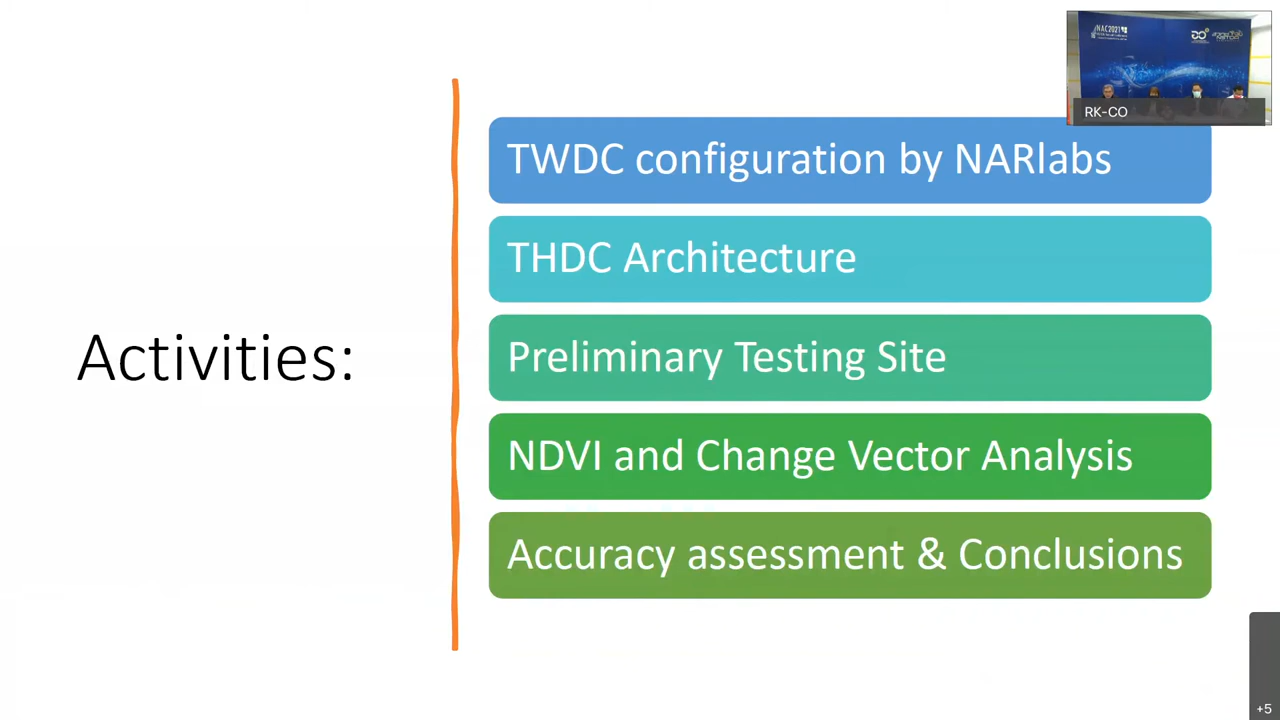 NAC2021
RK-CO
TWDC configuration by NARlabs
THDC Architecture
Activities:
Preliminary Testing Site
NDVI and Change Vector Analysis
Accuracy assessment & Conclusions
+5